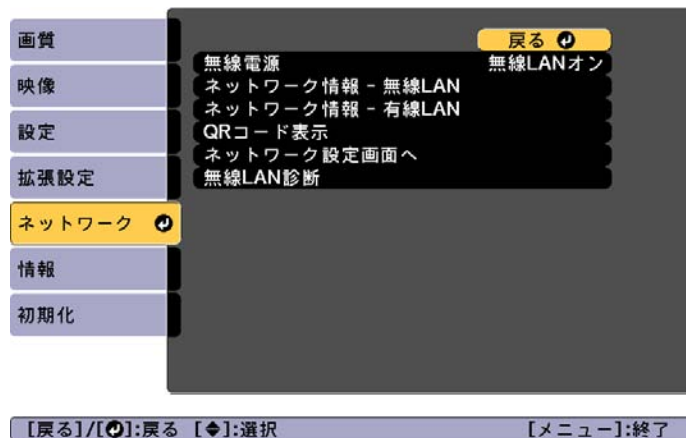 画質
映像
設定
拡張設定
ネットワーク
情報
初期化
戻る
無線電源 無線LANオン
ネットワーク情報 - 無線LAN
ネットワーク情報 - 有線LAN
QRコード表示
ネットワーク設定画面へ
無線LAN診断
[戻る]/[⏎]:戻る [◆]:選択 [メニュー]:終了